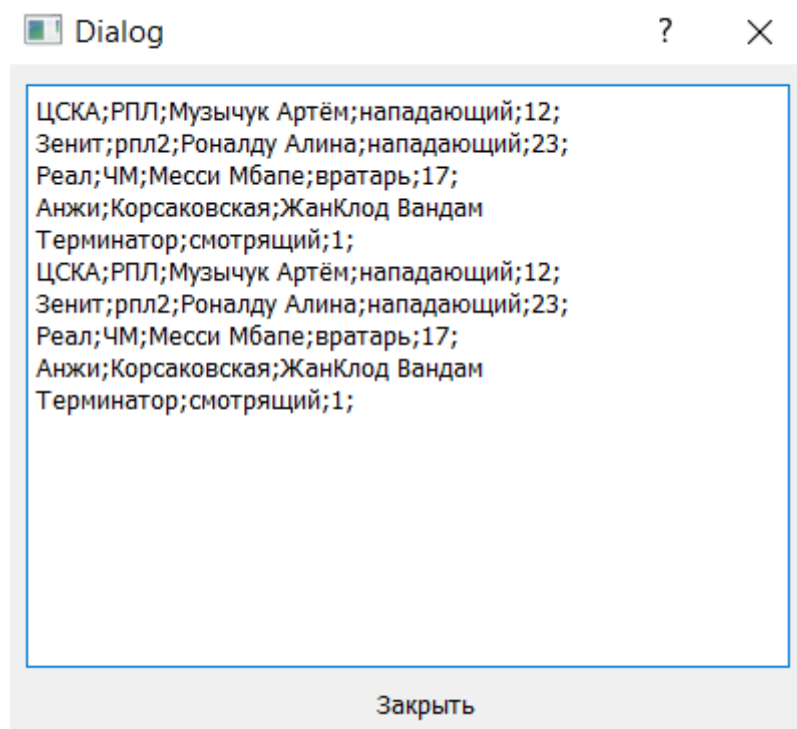 Dialog ?
ЦСКА;РПЛ;Музычук Артём;нападающий;12;
Зенит;рпл2;Роналду Алина;нападающий;23;
Реал;ЧМ;Месси Мбапе;вратарь;17;
Анжи;Корсаковская;ЖанКлод Вандам
Терминатор;смотрящий;1;
ЦСКА;РПЛ;Музычук Артём;нападающий;12;
Зенит;рпл2;Роналду Алина;нападающий;23;
Реал;ЧМ;Месси Мбапе;вратарь;17;
Анжи;Корсаковская;ЖанКлод Вандам
Терминатор;смотрящий;1;
Закрыть